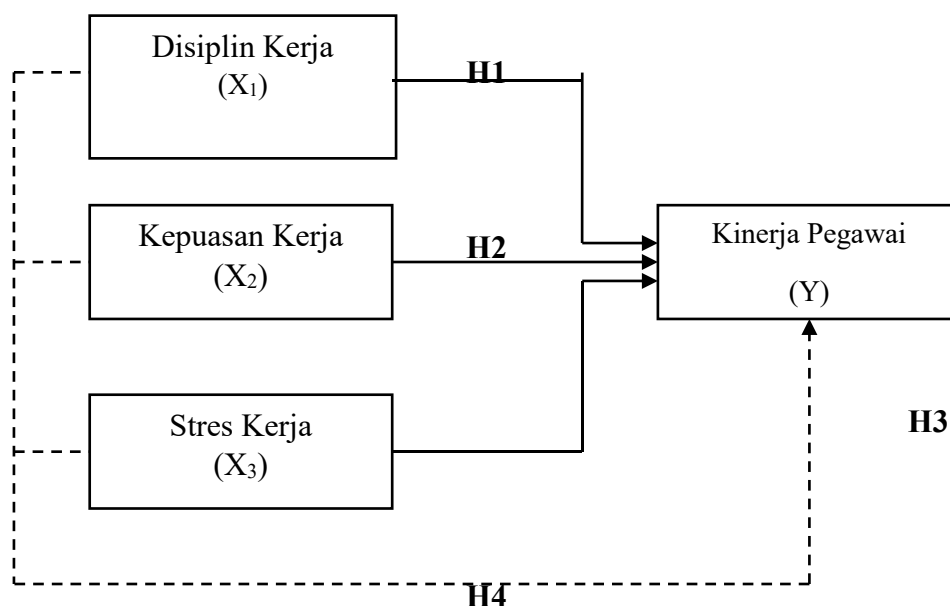 Disiplin Kerja
(X₁)
H1
Kepuasan Kerja
(X₂)
H2
Kinerja Pegawai
(Y)
Stres Kerja
(X₃)
H3
H4